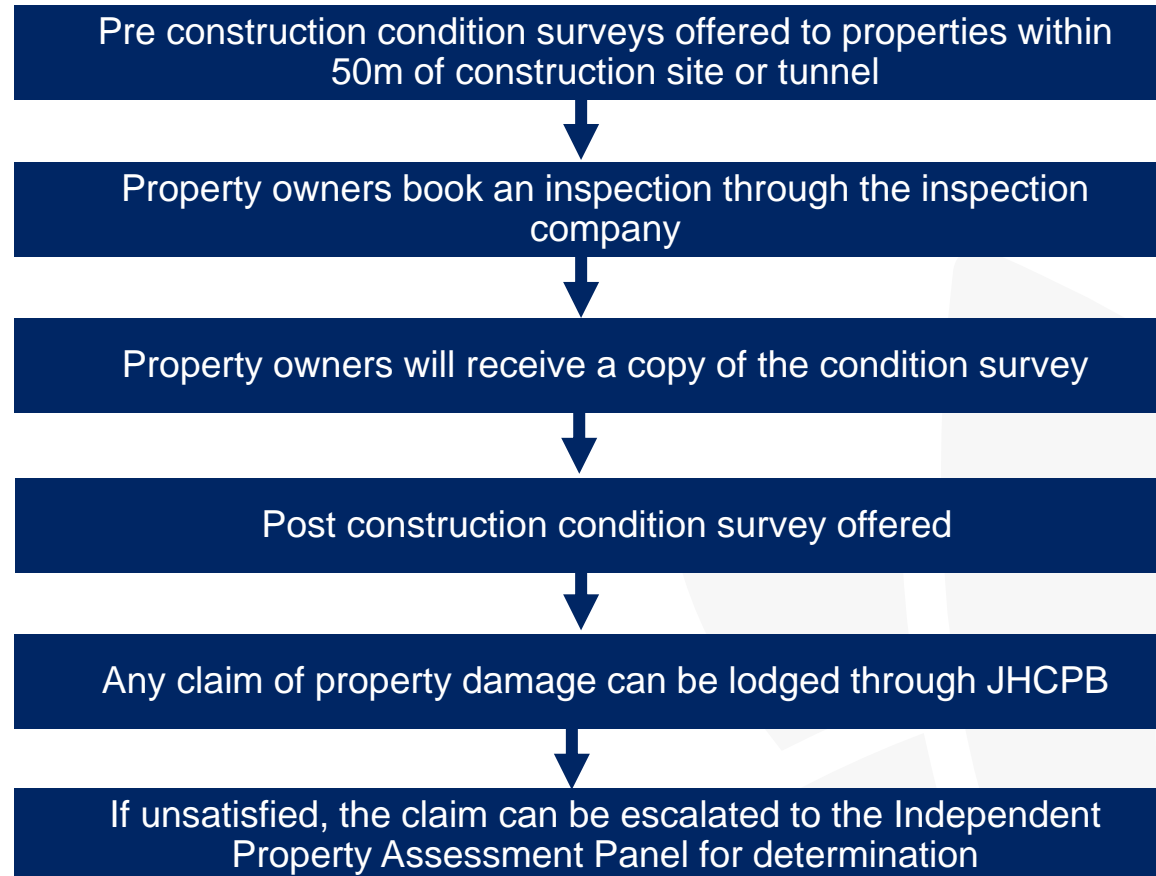 Pre construction condition surveys offered to properties within
50m of construction site or tunnel
Property owners book an inspection through the inspection
company
Property owners will receive a copy of the condition survey
Post construction condition survey offered
Any claim of property damage can be lodged through JHCPB
If unsatisfied, the claim can be escalated to the Independent
Property Assessment Panel for determination